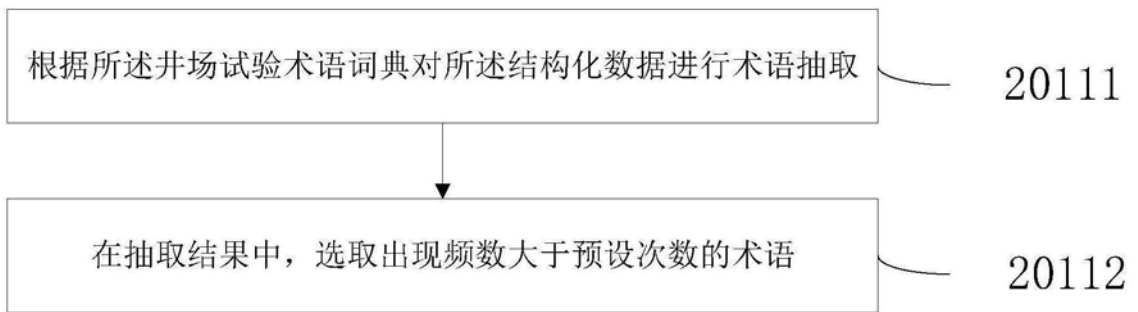 根据所述井场试验术语词典对所述结构化数据进行术语抽取
20111
在抽取结果中，选取出现频数大于预设次数的术语
20112